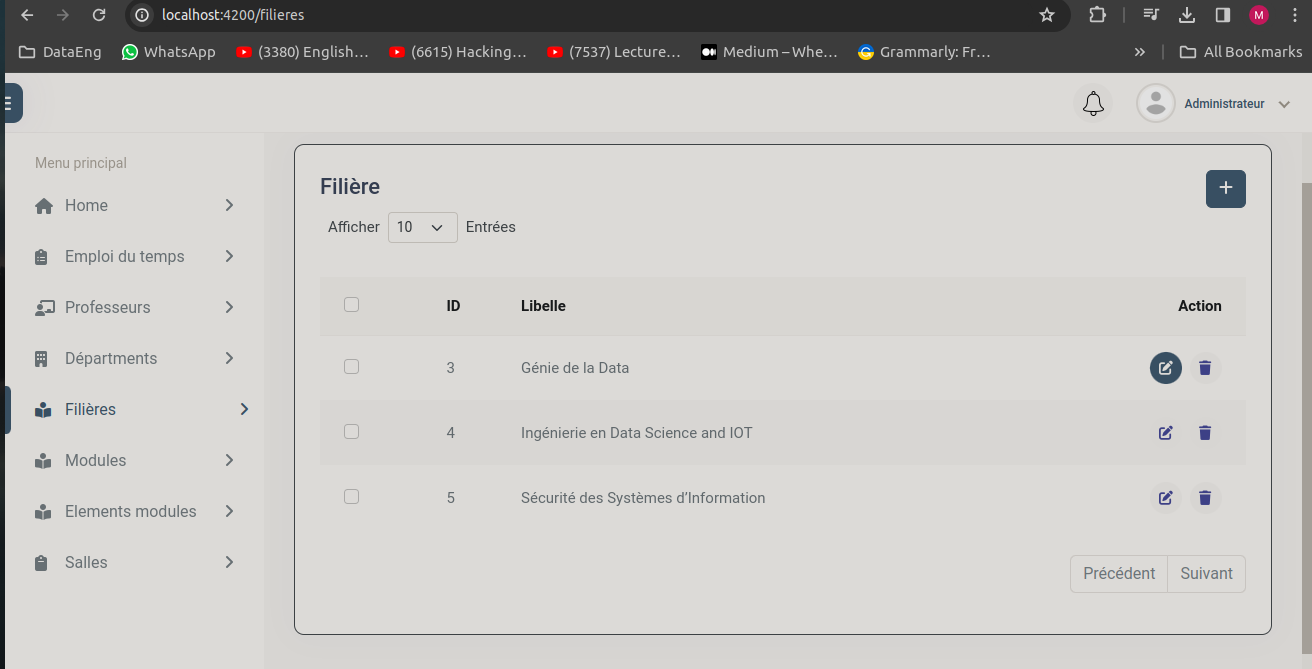 localhost:4200/filieres
M
DataEng WhatsApp (3380) English... (6615) Hacking... (7537) Lecture... Medium – Whe... Grammarly: Fr... » All Bookmarks
Administrateur
Menu principal
Home
Emploi du temps
Professeurs
Départments
Filières
Modules
Elements modules
Salles
Filière
+
Afficher 10 Entrées
ID Libelle Action
3 Génie de la Data
4 Ingénierie en Data Science and IOT
5 Sécurité des Systèmes d’Information
Précédent Suivant